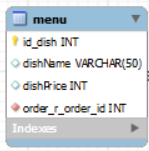 menu
id_dish INT
dishName VARCHAR(50)
dishPrice INT
order_r_order_id INT
Indexes